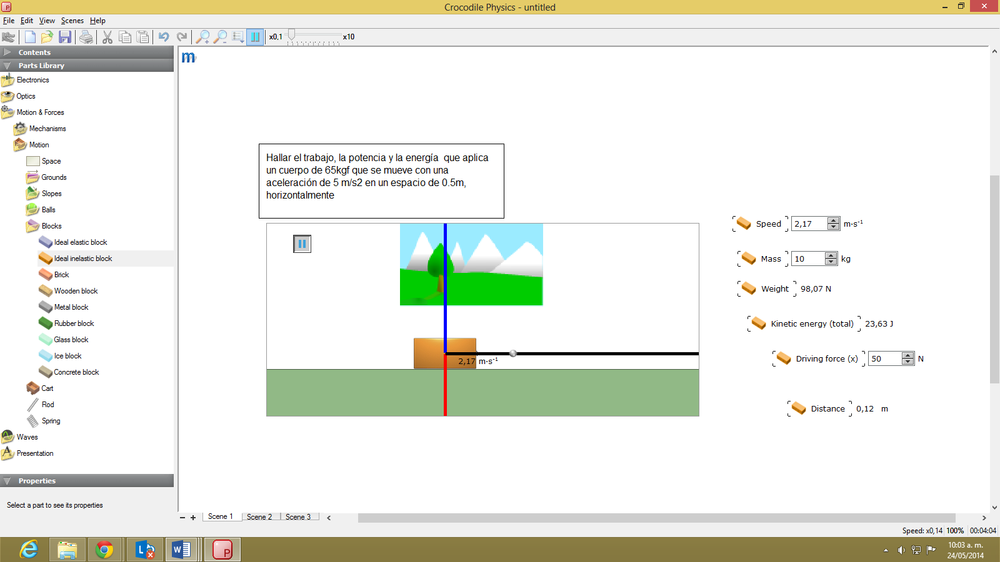 Crocodile Physics - untitled
File Edit View Scenes Help
x0,1 x10
Contents
Parts Library
Electronics
Optics
Motion & Forces
Mechanisms
Motion
Space
Grounds
Slopes
Balls
Blocks
Ideal elastic block
Ideal inelastic block
Brick
Wooden block
Metal block
Rubber block
Glass block
Ice block
Concrete block
Cart
Rod
Spring
Waves
Presentation
Properties
Select a part to see its properties
m
Hallar el trabajo, la potencia y la energía  que aplica
un cuerpo de 65kgf que se mueve con una
aceleración de 5 m/s2 en un espacio de 0.5m,
horizontalmente
2,17 m·s⁻¹
Speed 2,17 m·s⁻¹
Mass 10 kg
Weight 98,07 N
Kinetic energy (total) 23,63 J
Driving force (x) 50 N
Distance 0,12 m
Scene 1 Scene 2 Scene 3
Speed: x0,14 100% 00:04:04
10:03 a. m.
24/05/2014